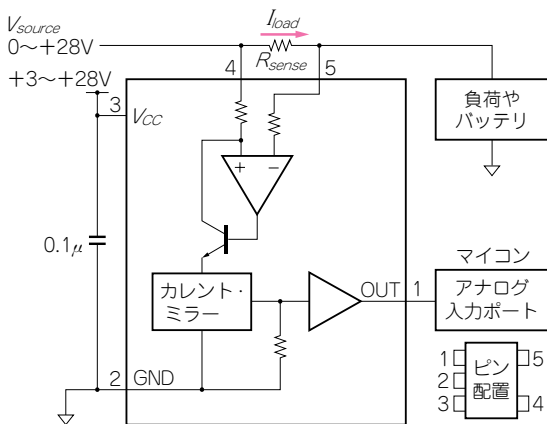 Vsource
0～+28V
Iload
Rsense
4
5
+3～+28V
3
VCC
負荷や
バッテリ
+
−
0.1μ
カレント・
ミラー
OUT
1
マイコン
アナログ
入力ポート
2
GND
1
2
3
ピン
配置
5
4